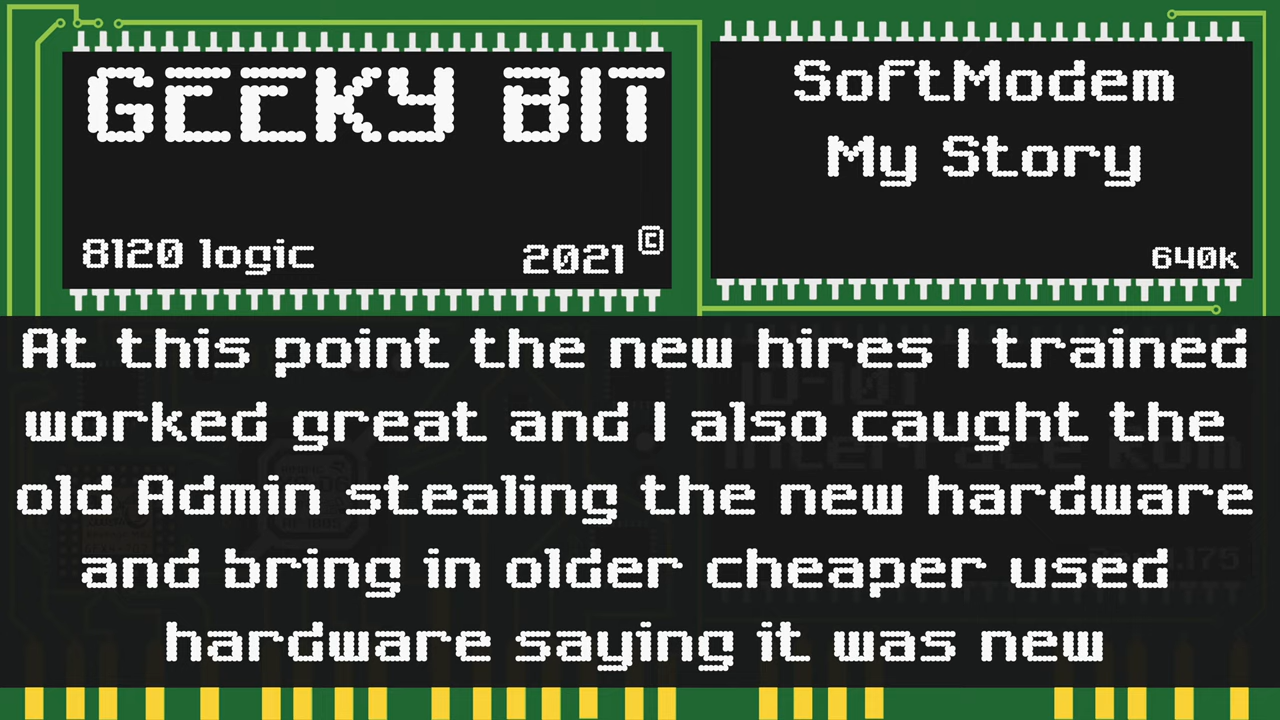 GEEKY BIT
8120 logic
2021 ©
SoftModem
My Story
640k
At this point the new hires I trained
worked great and I also caught the
old Admin stealing the new hardware
and bring in older cheaper used
hardware saying it was new